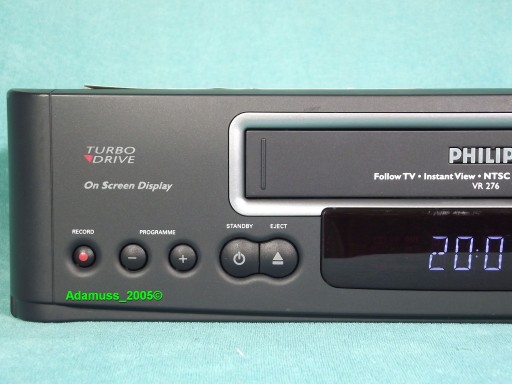 TURBO
DRIVE
On Screen Display
PHILIP
Follow TV • Instant View • NTSC
VR 276
STANDBY EJECT
RECORD PROGRAMME
20:0
Adamuss_2005©